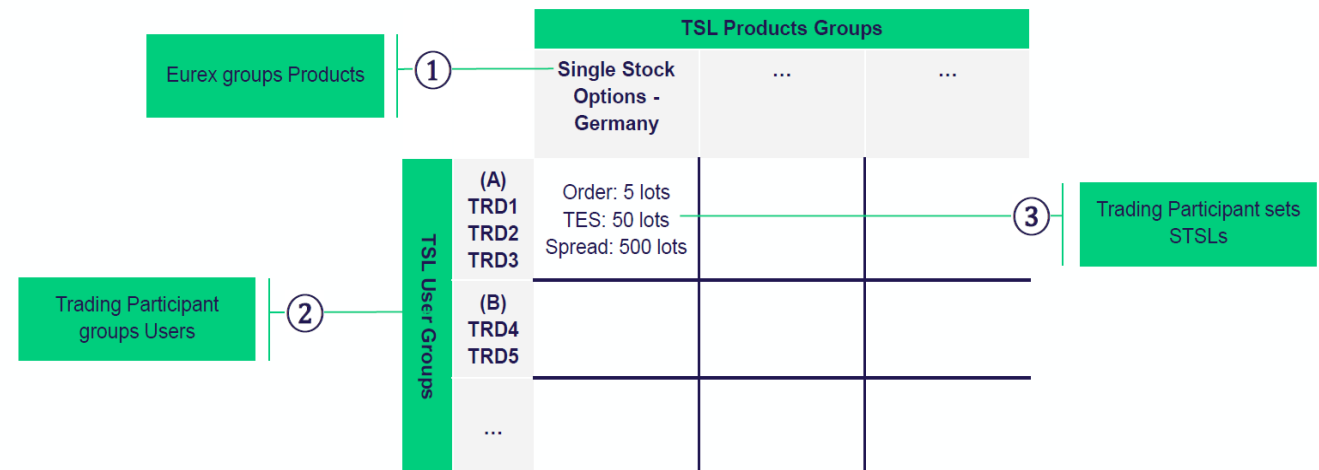 TSL Products Groups
Eurex groups Products
①
Single Stock
Options -
Germany
...
...
TSL User Groups
(A)
TRD1
TRD2
TRD3
Order: 5 lots
TES: 50 lots
Spread: 500 lots
③
Trading Participant sets
STSLs
Trading Participant
groups Users
②
(B)
TRD4
TRD5
...